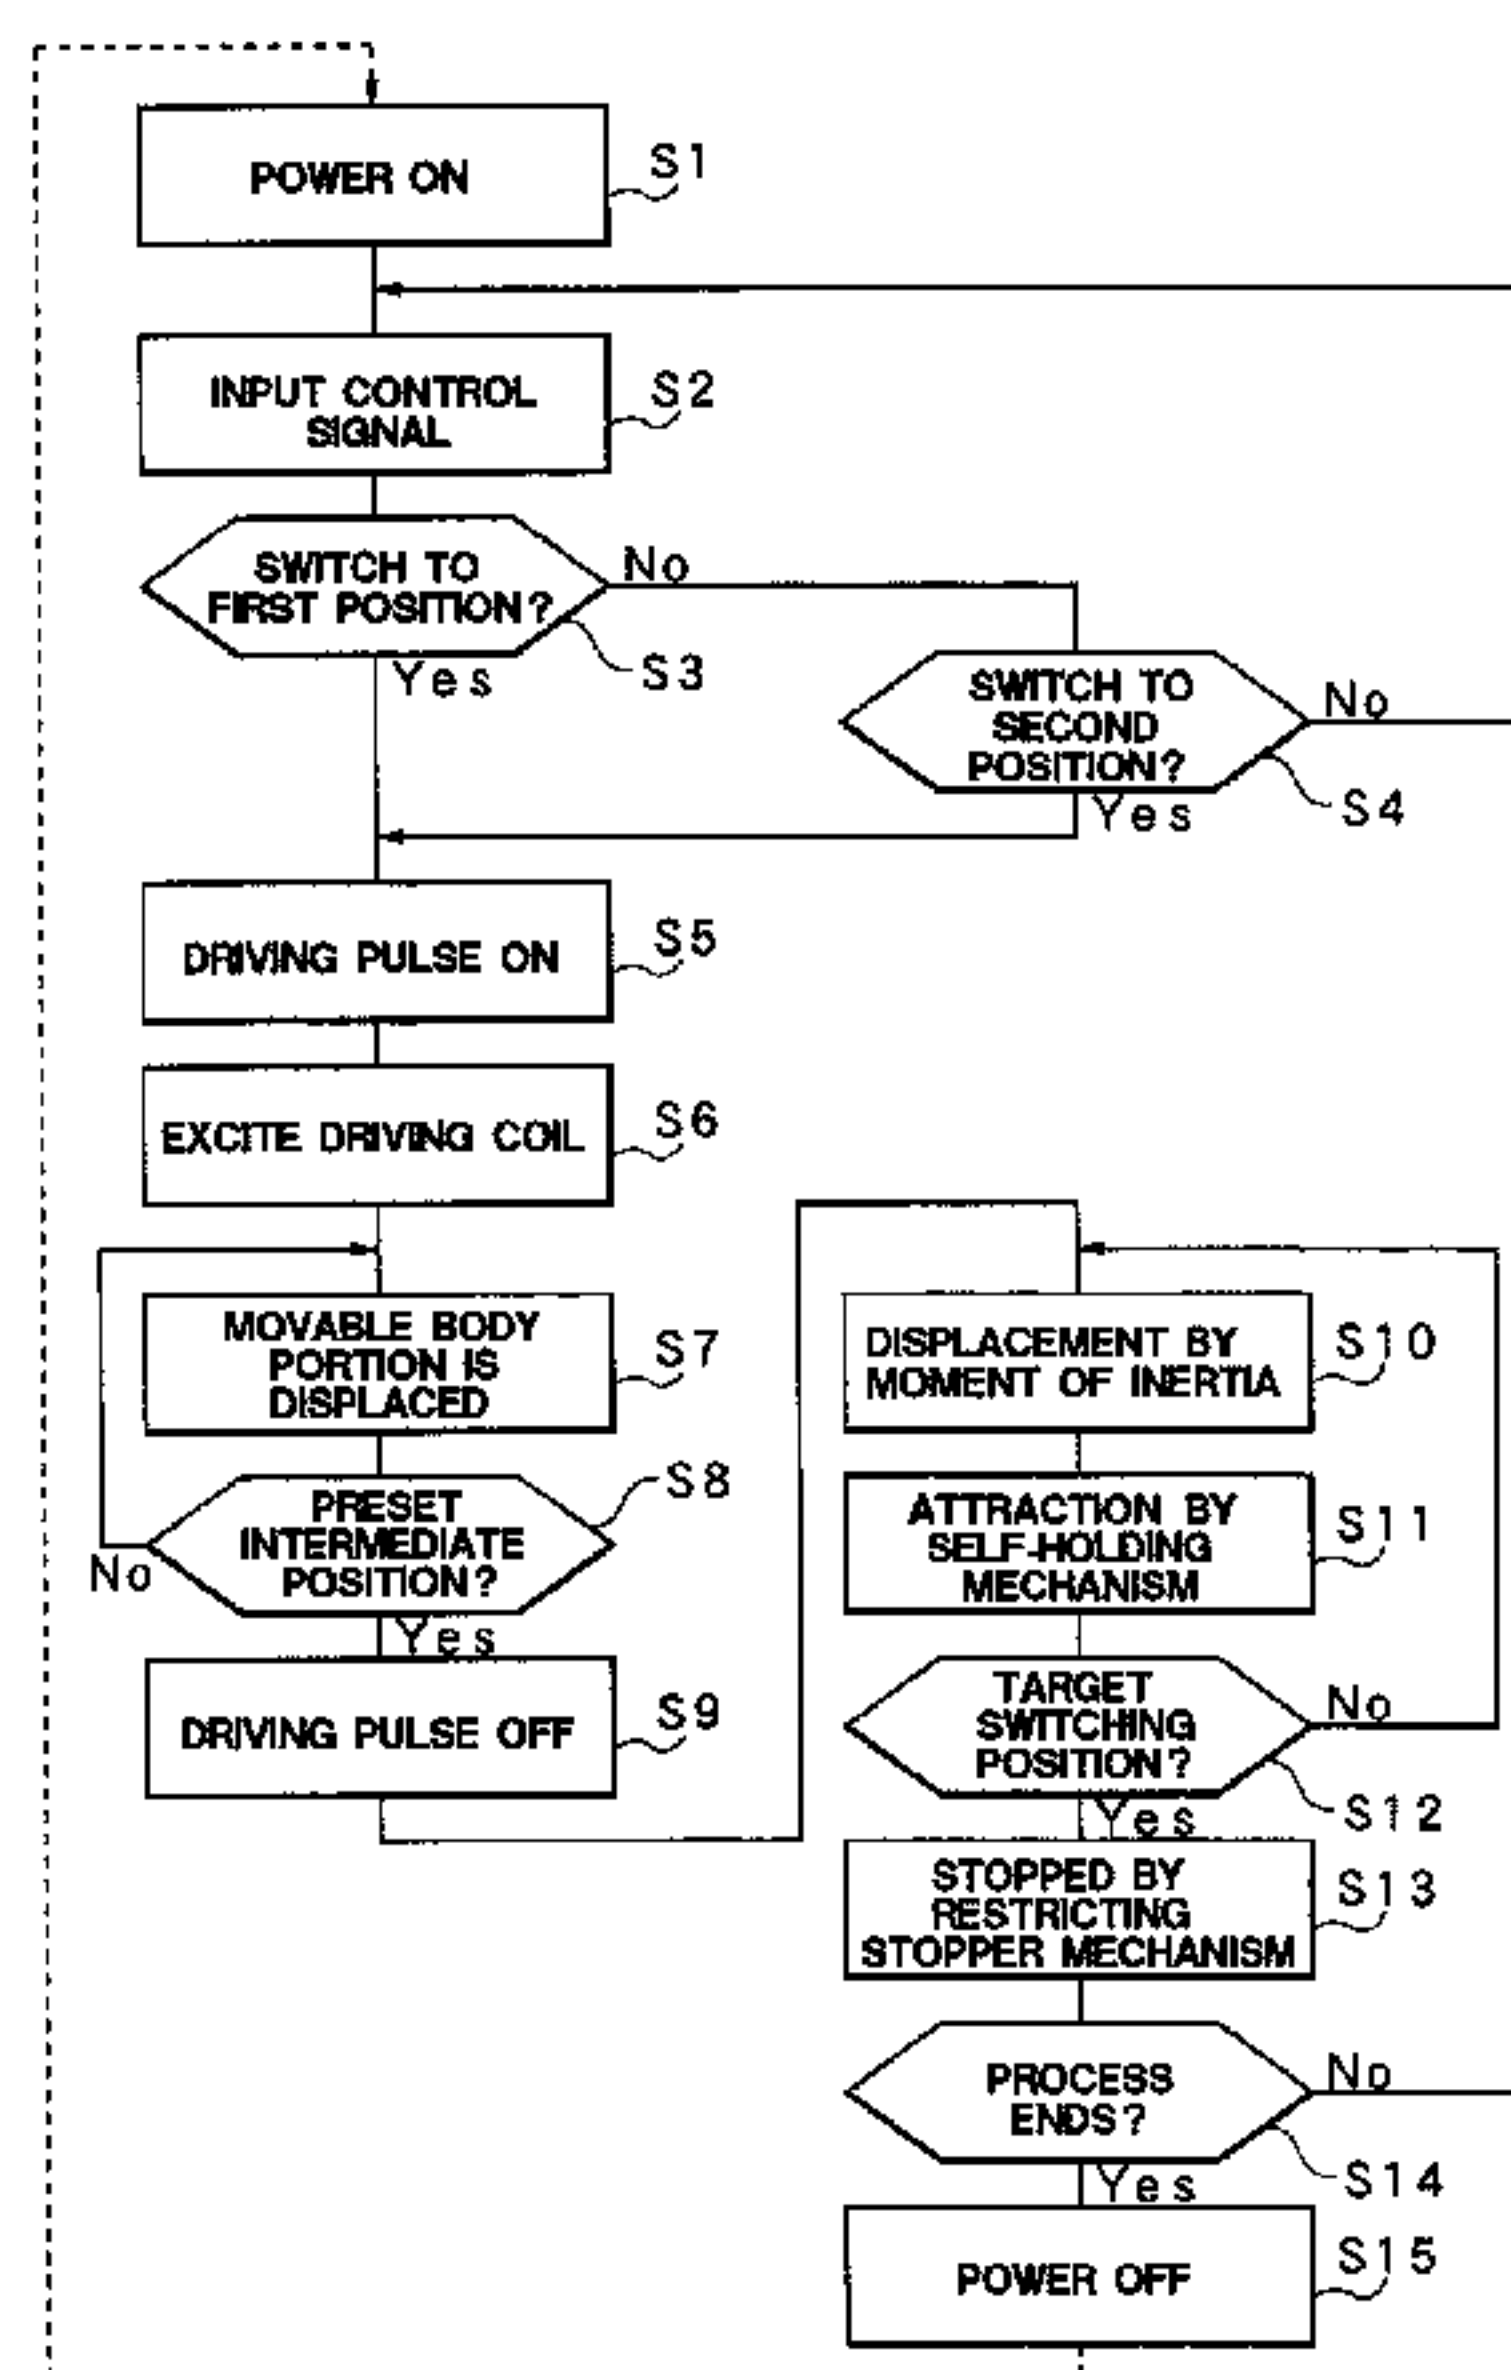 POWER ON
S1
INPUT CONTROL
SIGNAL
S2
SWITCH TO
FIRST POSITION?
No
S3
Yes
SWITCH TO
SECOND
POSITION?
No
S4
Yes
DRIVING PULSE ON
S5
EXCITE DRIVING COIL
S6
MOVABLE BODY
PORTION IS
DISPLACED
S7
PRESET
INTERMEDIATE
POSITION?
S8
No
Yes
DRIVING PULSE OFF
S9
DISPLACEMENT BY
MOMENT OF INERTIA
S10
ATTRACTION BY
SELF-HOLDING
MECHANISM
S11
TARGET
SWITCHING
POSITION?
No
S12
Yes
STOPPED BY
RESTRICTING
STOPPER MECHANISM
S13
PROCESS
ENDS?
No
S14
Yes
POWER OFF
S15